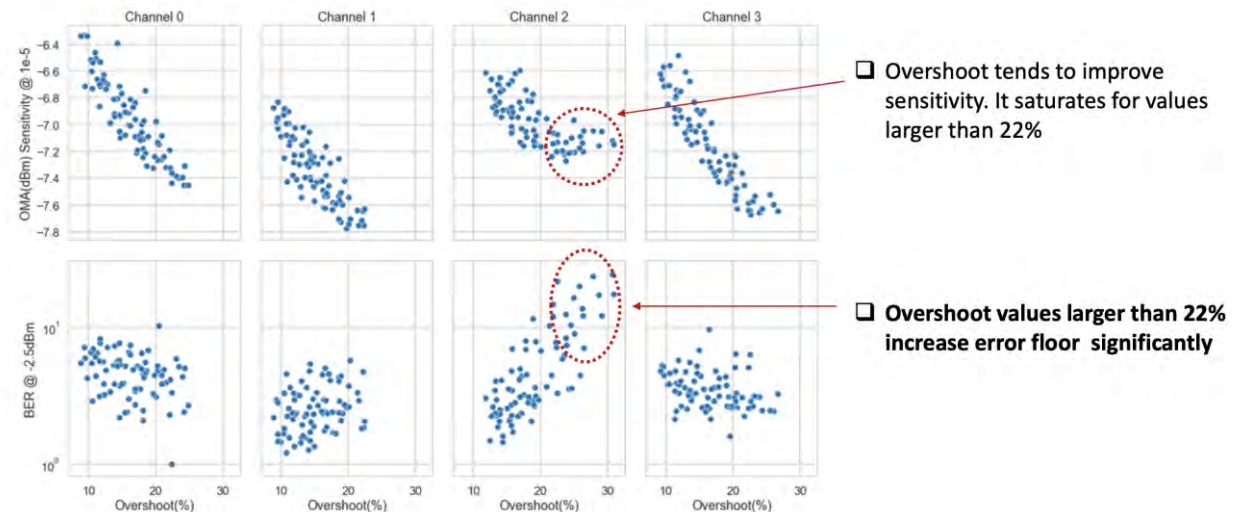 Channel 0
Channel 1
Channel 2
Channel 3
OMA(dBm) Sensitivity @ 1e-5
−6.4
−6.6
−6.8
−7.0
−7.2
−7.4
−7.6
−7.8
❑ Overshoot tends to improve
sensitivity. It saturates for values
larger than 22%
BER @ -2.5dBm
10¹
10⁰
❑ Overshoot values larger than 22%
increase error floor significantly
10 20 30
10 20 30
10 20 30
10 20 30
Overshoot(%)
Overshoot(%)
Overshoot(%)
Overshoot(%)